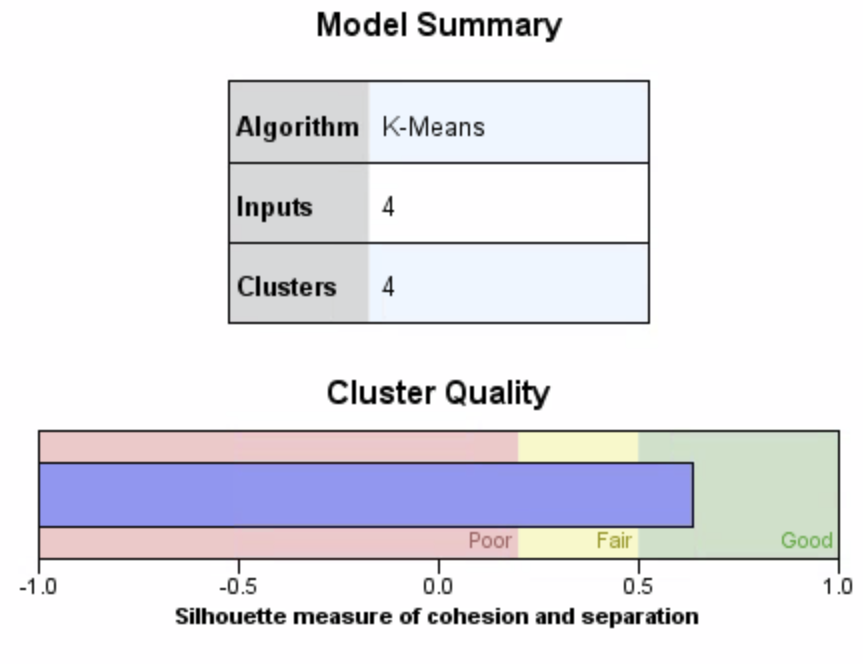 Model Summary
Algorithm K-Means
Inputs 4
Clusters 4
Cluster Quality
Poor Fair Good
-1.0 -0.5 0.0 0.5 1.0
Silhouette measure of cohesion and separation